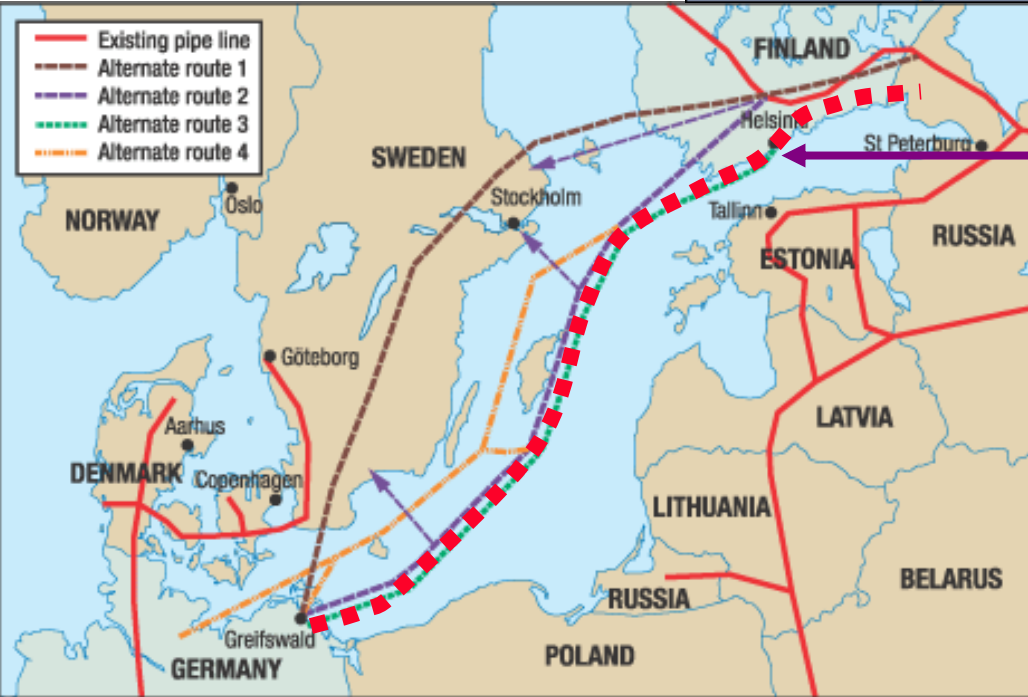 Existing pipe line
Alternate route 1
Alternate route 2
Alternate route 3
Alternate route 4
FINLAND
Helsinki
St Peterburg
SWEDEN
Stockholm
Oslo
NORWAY
Tallinn
ESTONIA
RUSSIA
Göteborg
LATVIA
Aarhus
DENMARK
Copenhagen
LITHUANIA
BELARUS
RUSSIA
Greifswald
GERMANY
POLAND